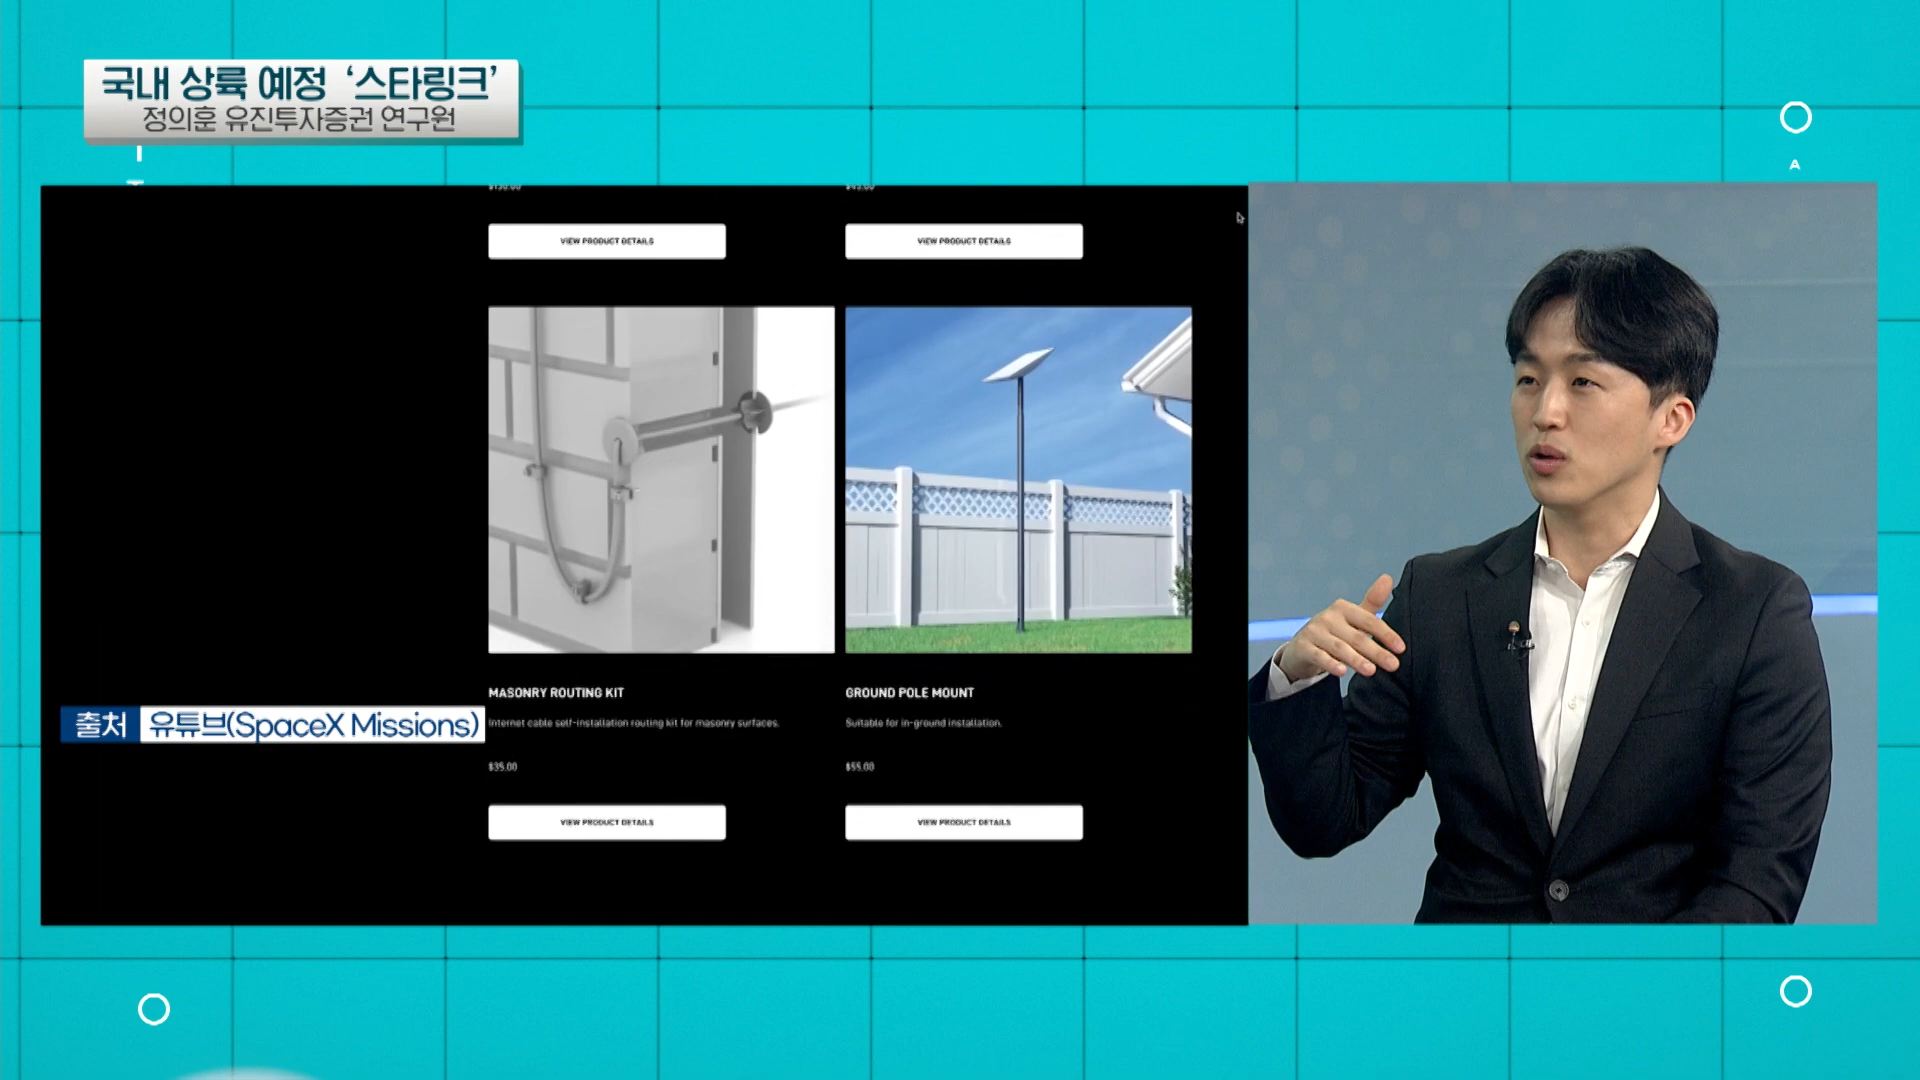 국내 상륙 예정 ‘스타링크’
정의훈 유진투자증권 연구원
A
$130.00
VIEW PRODUCT DETAILS
VIEW PRODUCT DETAILS
MASONRY ROUTING KIT
Internet cable self-installation routing kit for masonry surfaces.
$35.00
VIEW PRODUCT DETAILS
GROUND POLE MOUNT
Suitable for in-ground installation.
$55.00
VIEW PRODUCT DETAILS
출처 유튜브(SpaceX Missions)